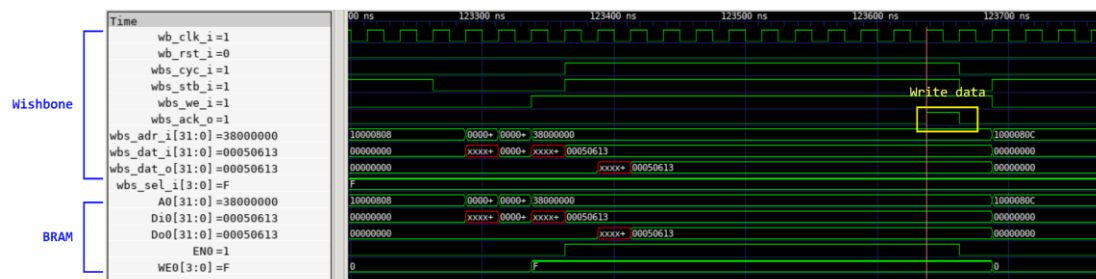 Time
00 ns 123300 ns 123400 ns 123500 ns 123600 ns 123700 ns
wb_clk_i=1
wb_rst_i=0
wbs_cyc_i=1
wbs_stb_i=1
wbs_we_i=1
Write data
wbs_ack_o=1
Wishbone
wbs_adr_i[31:0]=38000000 10000808 0000+ 0000+ 38000000 1000080C
wbs_dat_i[31:0]=00050613 00000000 xxxx+ 0000+ xxxx+ 00050613 00000000
wbs_dat_o[31:0]=00050613 00000000 xxxx+ 00050613 00000000
wbs_sel_i[3:0]=F F
A0[31:0]=38000000 10000808 0000+ 0000+ 38000000 1000080C
Di0[31:0]=00050613 00000000 xxxx+ 0000+ xxxx+ 00050613 00000000
BRAM
Do0[31:0]=00050613 00000000 xxxx+ 00050613 00000000
EN0=1
WE0[3:0]=F 0 F 0